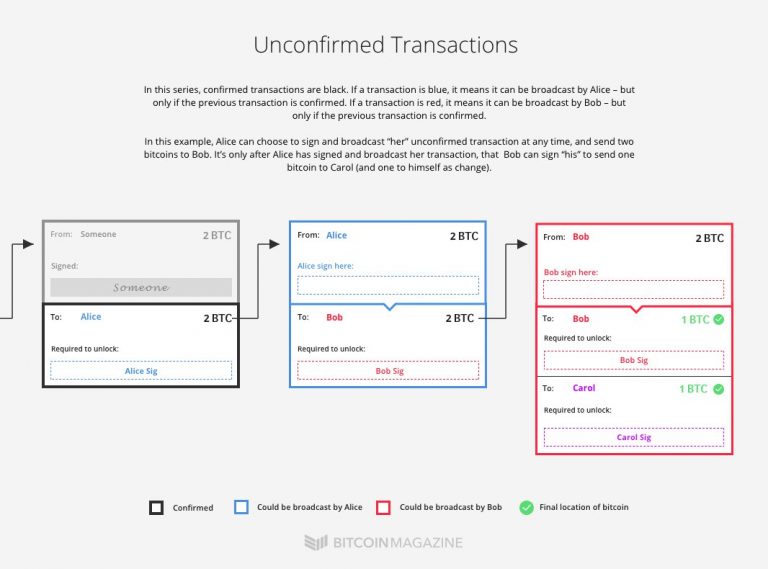 Unconfirmed Transactions
In this series, confirmed transactions are black. If a transaction is blue, it means it can be broadcast by Alice – but
only if the previous transaction is confirmed. If a transaction is red, it means it can be broadcast by Bob – but
only if the previous transaction is confirmed.
In this example, Alice can choose to sign and broadcast “her” unconfirmed transaction at any time, and send two
bitcoins to Bob. It’s only after Alice has signed and broadcast her transaction, that Bob can sign “his” to send one
bitcoin to Carol (and one to himself as change).
From: Someone 2 BTC
Signed:
Someone
To: Alice 2 BTC
Required to unlock:
Alice Sig
From: Alice 2 BTC
Alice sign here:
To: Bob 2 BTC
Required to unlock:
Bob Sig
From: Bob 2 BTC
Bob sign here:
To: Bob 1 BTC
Required to unlock:
Bob Sig
To: Carol 1 BTC
Required to unlock:
Carol Sig
Confirmed Could be broadcast by Alice Could be broadcast by Bob Final location of bitcoin
BITCOINMAGAZINE